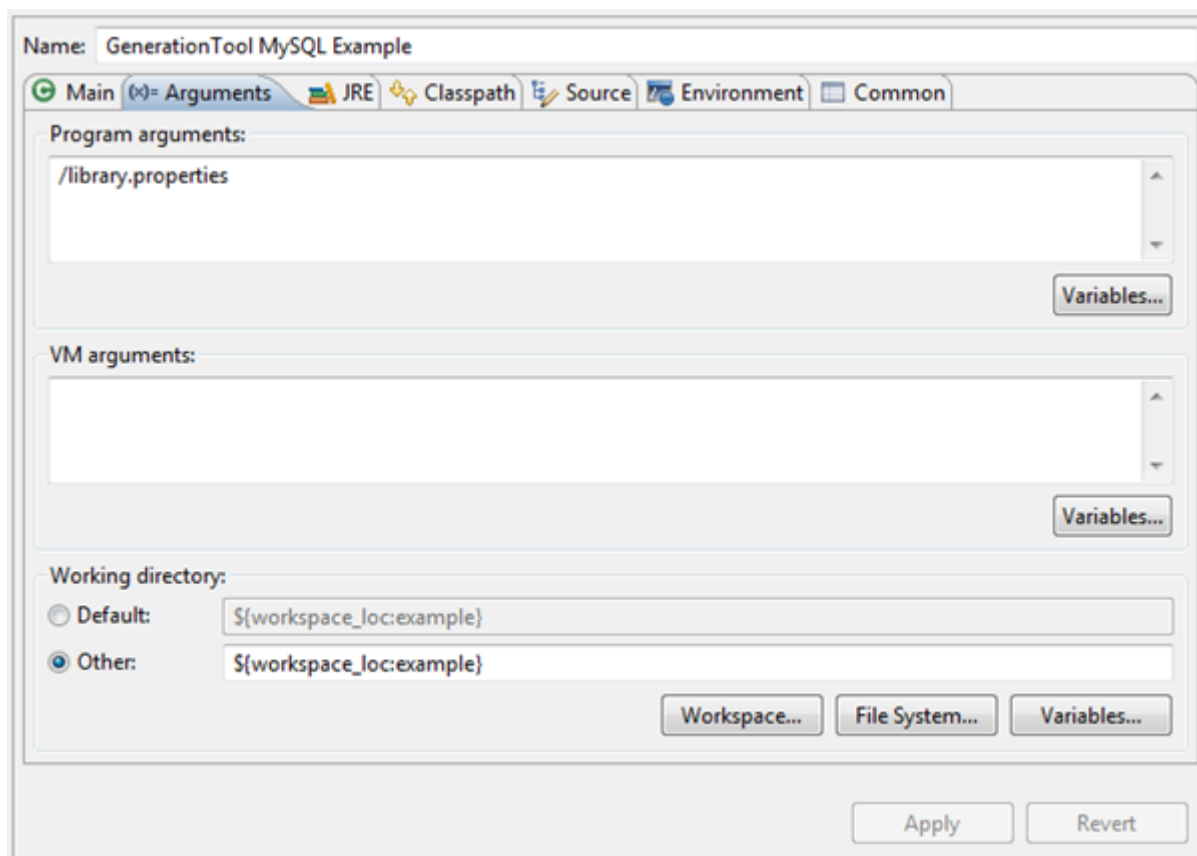 Name: GenerationTool MySQL Example
Main (x)= Arguments JRE Classpath Source Environment Common
Program arguments:
/library.properties
Variables...
VM arguments:
Variables...
Working directory:
Default: ${workspace_loc:example}
Other: ${workspace_loc:example}
Workspace... File System... Variables...
Apply Revert